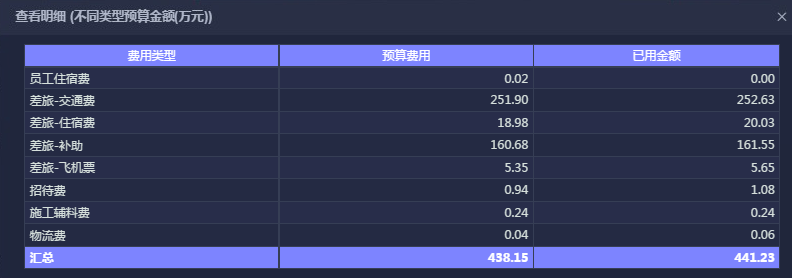 查看明细 (不同类型预算金额(万元))
费用类型 预算费用 已用金额
员工住宿费 0.02 0.00
差旅-交通费 251.90 252.63
差旅-住宿费 18.98 20.03
差旅-补助 160.68 161.55
差旅-飞机票 5.35 5.65
招待费 0.94 1.08
施工辅料费 0.24 0.24
物流费 0.04 0.06
汇总 438.15 441.23